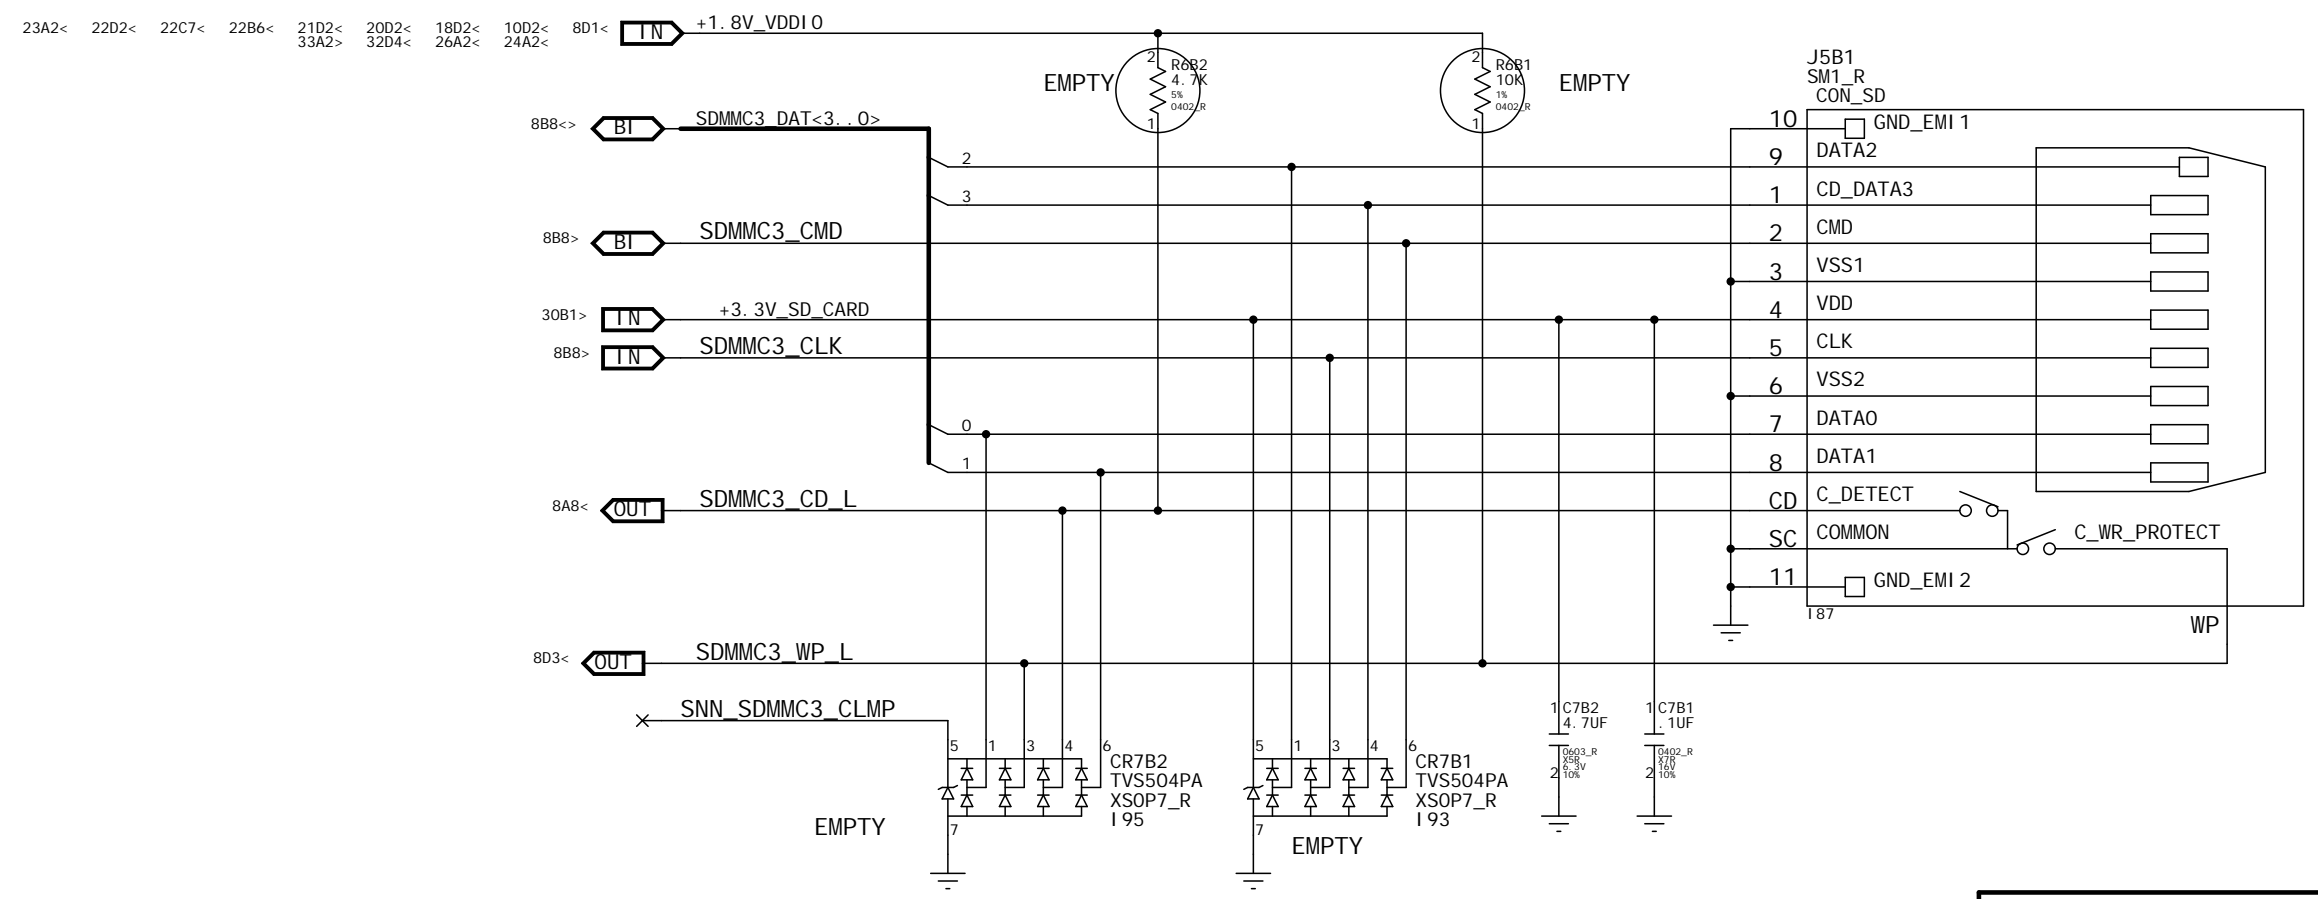 23A2< 22D2< 22C7< 22B6< 21D2< 20D2< 18D2< 10D2< 8D1< IN +1.8V_VDDIO
33A2> 32D4< 26A2< 24A2<
EMPTY
2
R6B2
4.7K
5%
0402_R
1
2
R6B1
10K
1%
0402_R
1
EMPTY
J5B1
SM1_R
CON_SD
8B8<> BI SDMMC3_DAT<3..0>
10 GND_EMI1
2 9 DATA2
3 1 CD_DATA3
8B8> BI SDMMC3_CMD 2 CMD
3 VSS1
30B1> IN +3.3V_SD_CARD 4 VDD
8B8> IN SDMMC3_CLK 5 CLK
6 VSS2
0 7 DATA0
1 8 DATA1
8A8< OUT SDMMC3_CD_L CD C_DETECT
SC COMMON C_WR_PROTECT
11 GND_EMI2
I87
WP
8D3< OUT SDMMC3_WP_L
SNN_SDMMC3_CLMP
5 1 3 4 6
CR7B2
TVS504PA
XSOP7_R
I95
7
EMPTY
5 1 3 4 6
CR7B1
TVS504PA
XSOP7_R
I93
7
EMPTY
1 C7B2
4.7UF
0603_R
X5R
6.3V
2 10%
1 C7B1
.1UF
0402_R
X7R
16V
2 10%